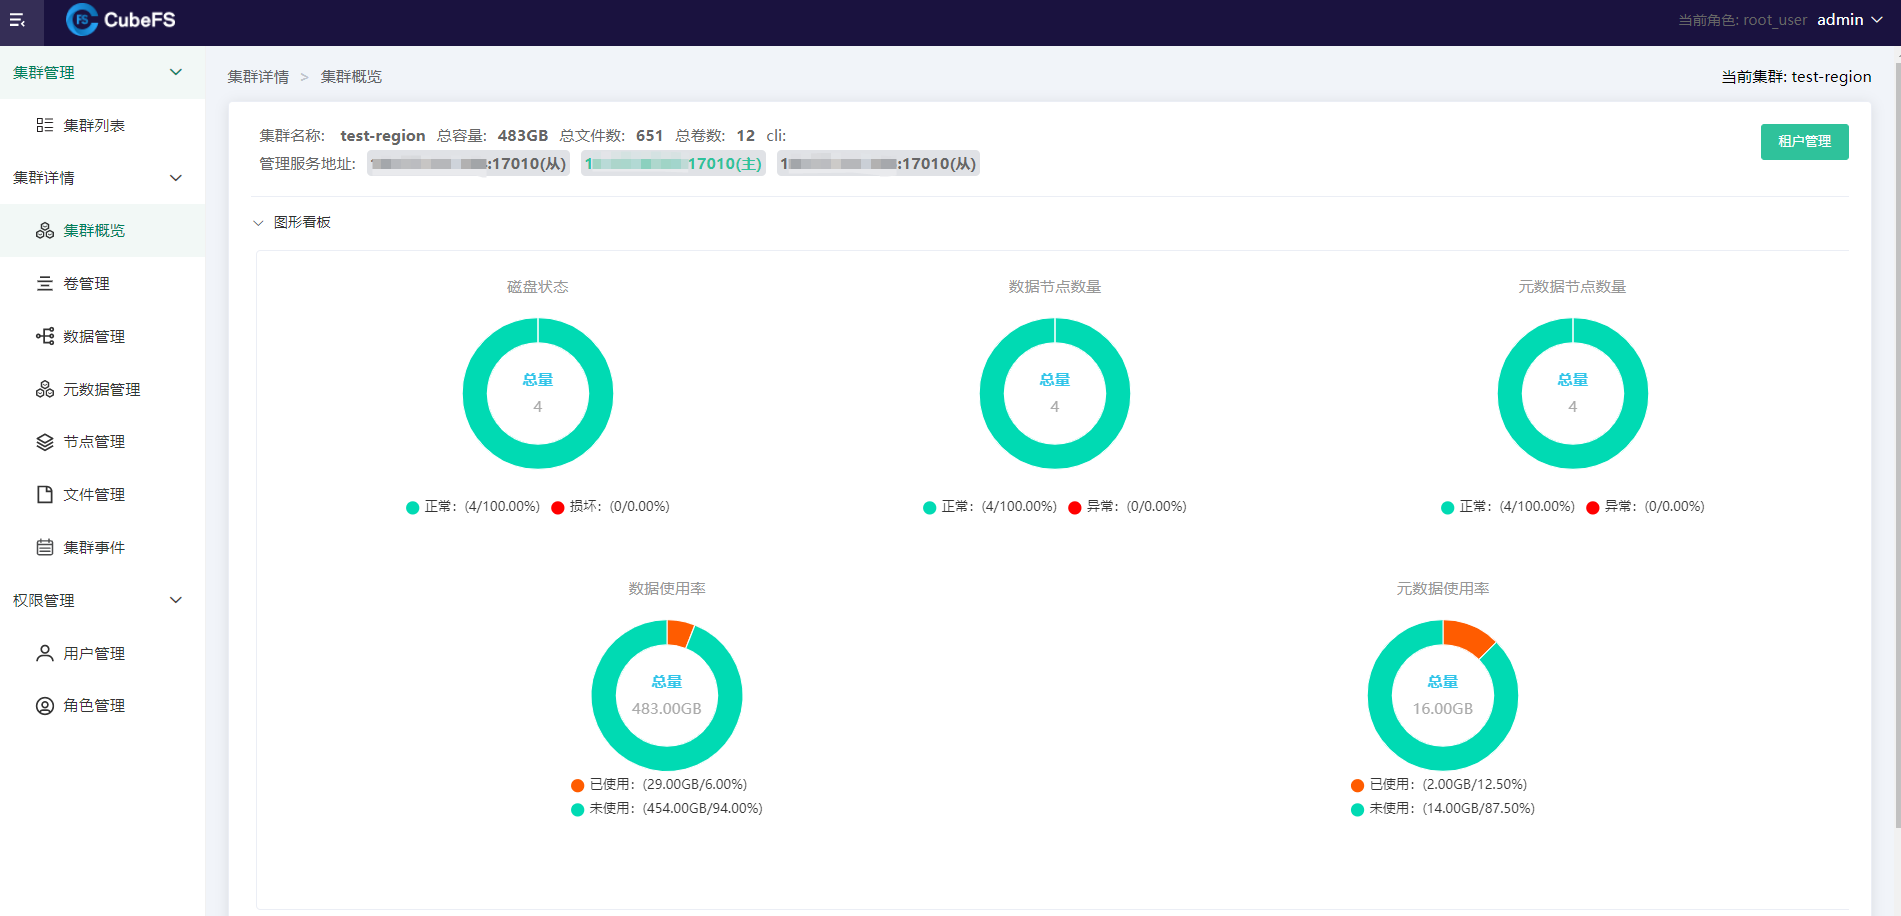 CubeFS
当前角色: root_user admin
集群管理
集群列表
集群详情
集群概览
卷管理
数据管理
元数据管理
节点管理
文件管理
集群事件
权限管理
用户管理
角色管理
集群详情 > 集群概览
当前集群: test-region
集群名称: test-region 总容量: 483GB 总文件数: 651 总卷数: 12 cli:
管理服务地址: :17010(从) 17010(主) :17010(从)
租户管理
图形看板
磁盘状态
总量
4
正常: (4/100.00%) 损坏: (0/0.00%)
数据节点数量
总量
4
正常: (4/100.00%) 异常: (0/0.00%)
元数据节点数量
总量
4
正常: (4/100.00%) 异常: (0/0.00%)
数据使用率
总量
483.00GB
已使用: (29.00GB/6.00%)
未使用: (454.00GB/94.00%)
元数据使用率
总量
16.00GB
已使用: (2.00GB/12.50%)
未使用: (14.00GB/87.50%)